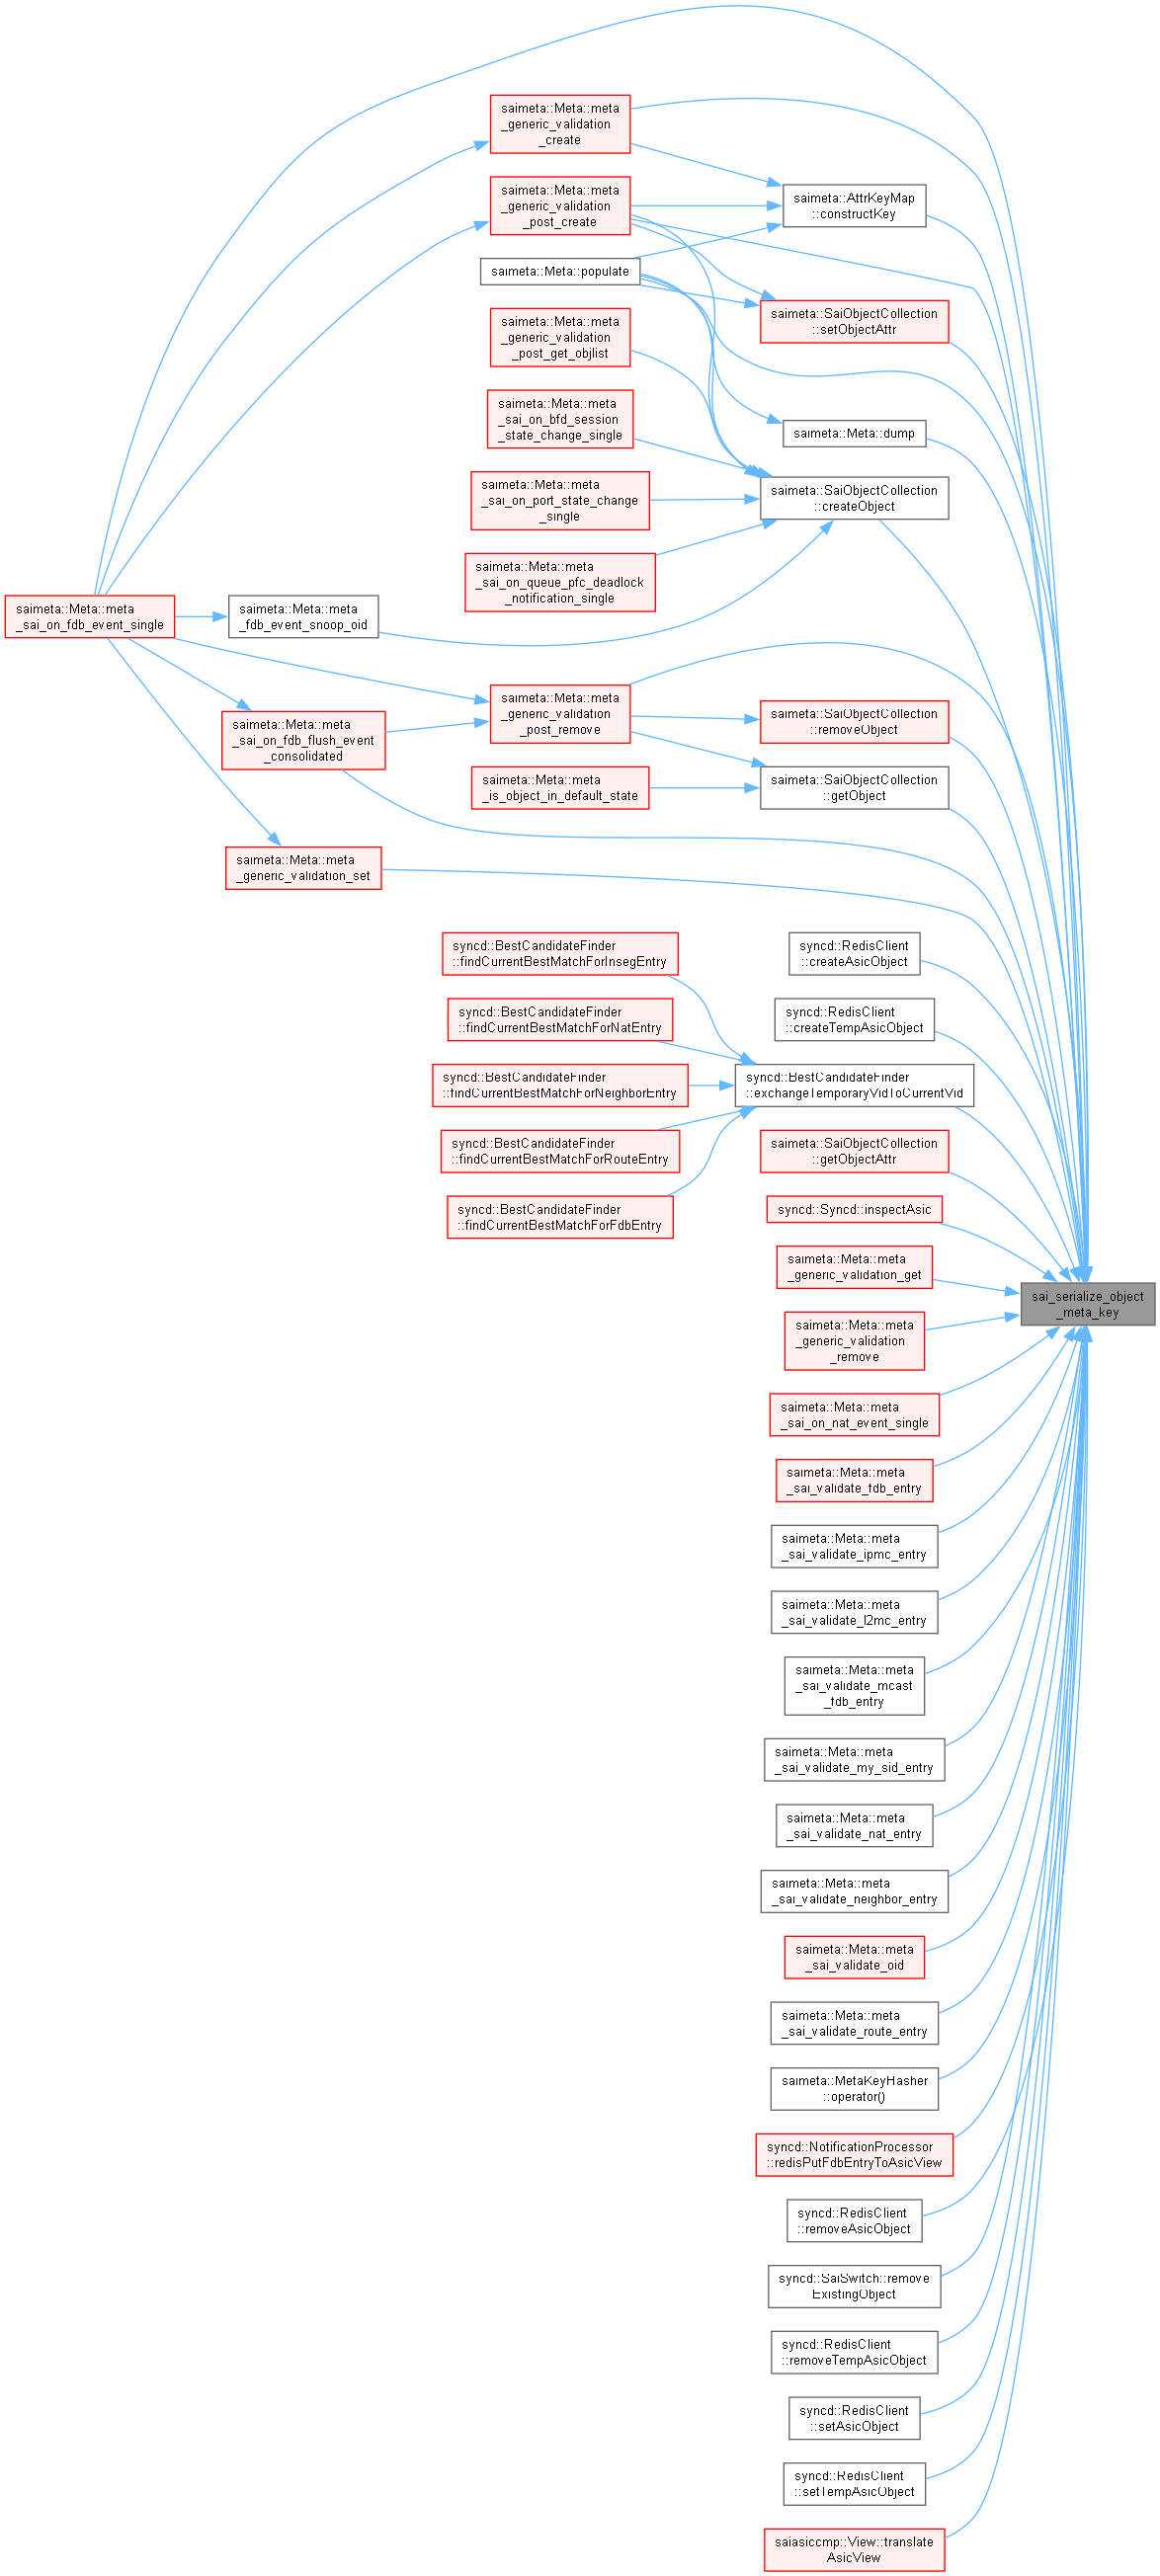 saimeta::Meta::meta
_generic_validation
_create
saimeta::Meta::meta
_generic_validation
_post_create
saimeta::AttrKeyMap
::constructKey
saimeta::Meta::populate
saimeta::SaiObjectCollection
::setObjectAttr
saimeta::Meta::meta
_generic_validation
_post_get_objlist
saimeta::Meta::meta
_sai_on_bfd_session
_state_change_single
saimeta::Meta::dump
saimeta::Meta::meta
_sai_on_port_state_change
_single
saimeta::SaiObjectCollection
::createObject
saimeta::Meta::meta
_sai_on_queue_pfc_deadlock
_notification_single
saimeta::Meta::meta
_sai_on_fdb_event_single
saimeta::Meta::meta
_fdb_event_snoop_oid
saimeta::Meta::meta
_sai_on_fdb_flush_event
_consolidated
saimeta::Meta::meta
_generic_validation
_post_remove
saimeta::SaiObjectCollection
::removeObject
saimeta::Meta::meta
_is_object_in_default_state
saimeta::SaiObjectCollection
::getObject
saimeta::Meta::meta
_generic_validation_set
syncd::BestCandidateFinder
::findCurrentBestMatchForInsegEntry
syncd::RedisClient
::createAsicObject
syncd::BestCandidateFinder
::findCurrentBestMatchForNatEntry
syncd::RedisClient
::createTempAsicObject
syncd::BestCandidateFinder
::findCurrentBestMatchForNeighborEntry
syncd::BestCandidateFinder
::exchangeTemporaryVidToCurrentVid
syncd::BestCandidateFinder
::findCurrentBestMatchForRouteEntry
saimeta::SaiObjectCollection
::getObjectAttr
syncd::BestCandidateFinder
::findCurrentBestMatchForFdbEntry
syncd::Syncd::inspectAsic
saimeta::Meta::meta
_generic_validation_get
sai_serialize_object
_meta_key
saimeta::Meta::meta
_generic_validation
_remove
saimeta::Meta::meta
_sai_on_nat_event_single
saimeta::Meta::meta
_sai_validate_fdb_entry
saimeta::Meta::meta
_sai_validate_ipmc_entry
saimeta::Meta::meta
_sai_validate_l2mc_entry
saimeta::Meta::meta
_sai_validate_mcast
_fdb_entry
saimeta::Meta::meta
_sai_validate_my_sid_entry
saimeta::Meta::meta
_sai_validate_nat_entry
saimeta::Meta::meta
_sai_validate_neighbor_entry
saimeta::Meta::meta
_sai_validate_oid
saimeta::Meta::meta
_sai_validate_route_entry
saimeta::MetaKeyHasher
::operator()
syncd::NotificationProcessor
::redisPutFdbEntryToAsicView
syncd::RedisClient
::removeAsicObject
syncd::SaiSwitch::remove
ExistingObject
syncd::RedisClient
::removeTempAsicObject
syncd::RedisClient
::setAsicObject
syncd::RedisClient
::setTempAsicObject
saiasiccmp::View::translate
AsicView